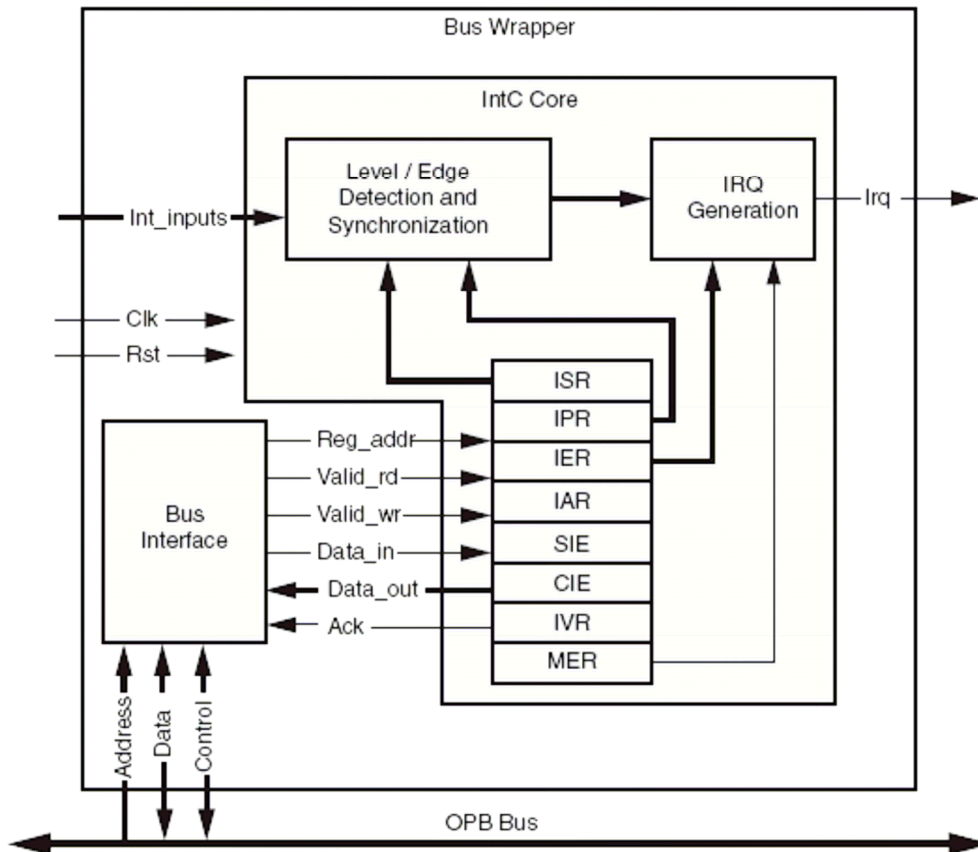 Bus Wrapper
IntC Core
Level / Edge
Detection and
Synchronization
IRQ
Generation
Irq
Int_inputs
Clk
Rst
ISR
IPR
IER
IAR
SIE
CIE
IVR
MER
Reg_addr
Valid_rd
Valid_wr
Data_in
Data_out
Ack
Bus
Interface
Address
Data
Control
OPB Bus